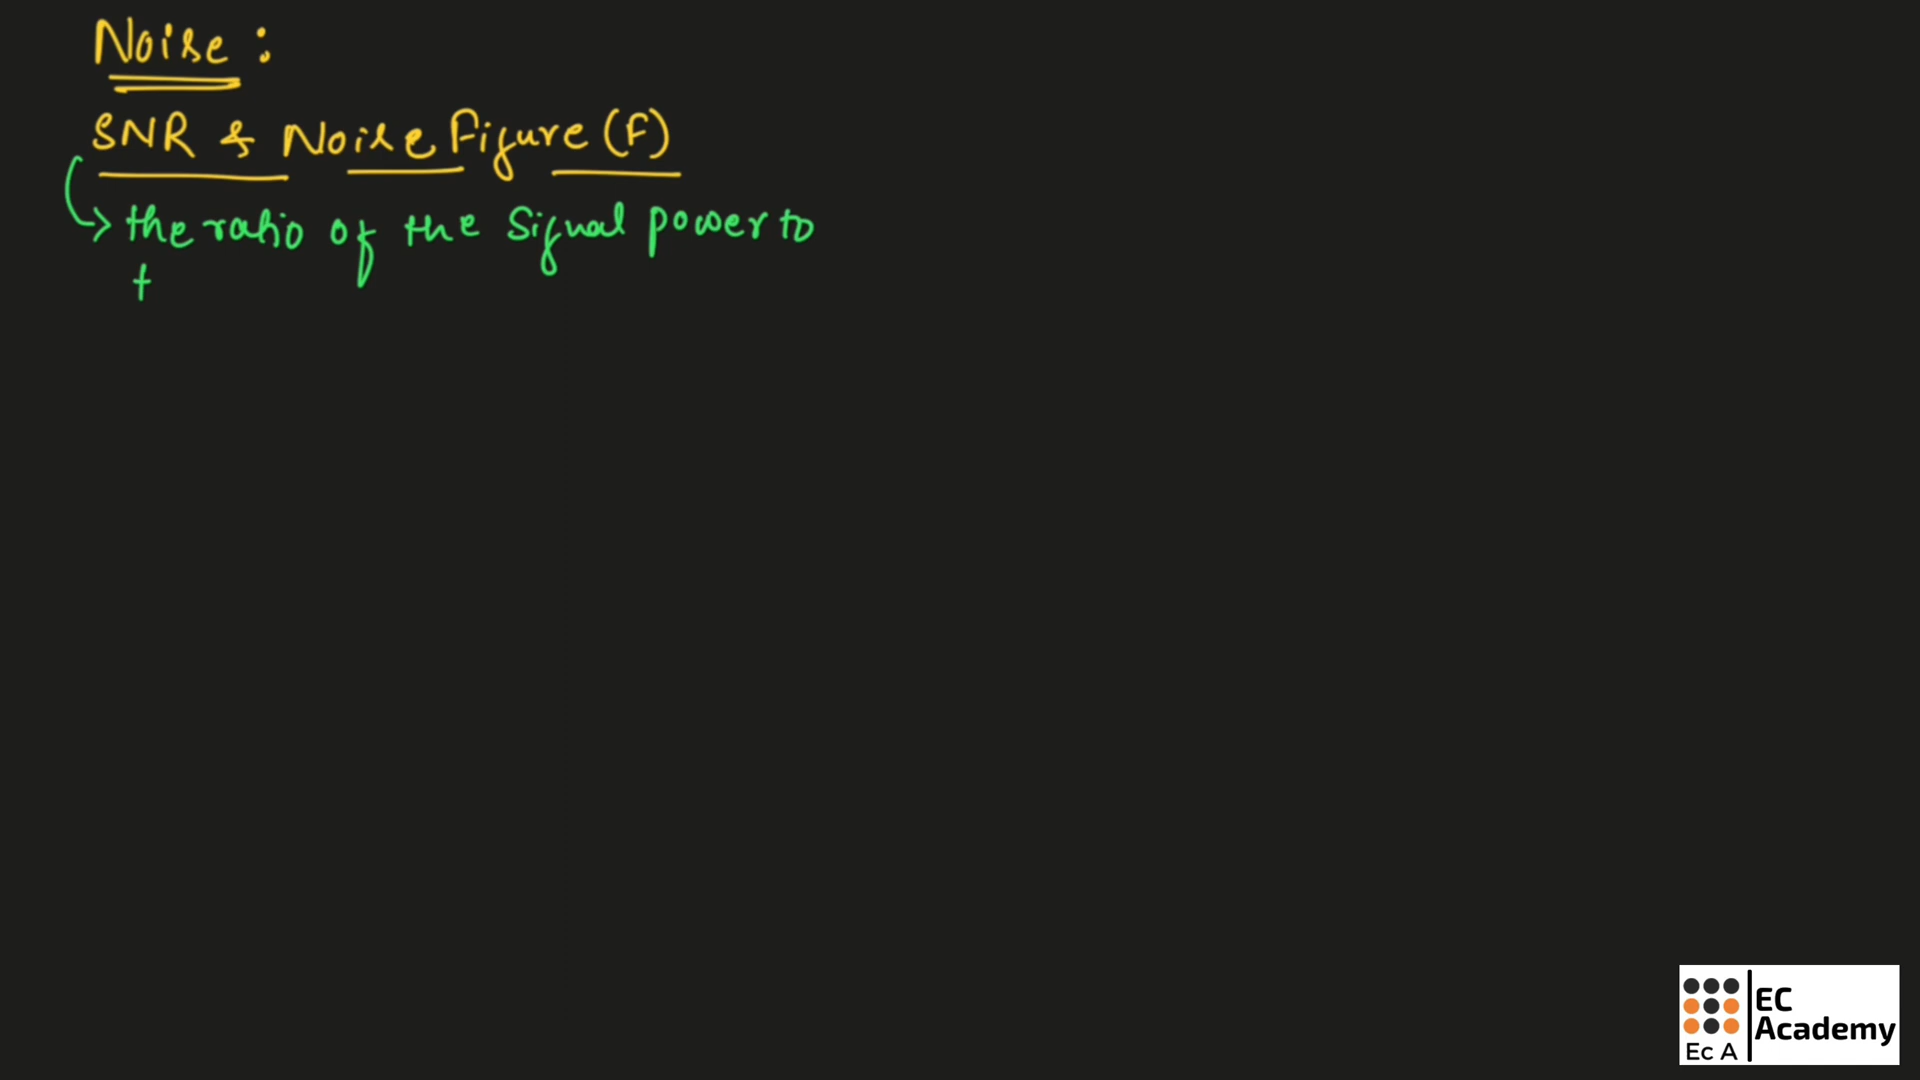 Noise :
SNR & Noise Figure (F)
the ratio of the Signal power to
t
EC
Academy
Ec A